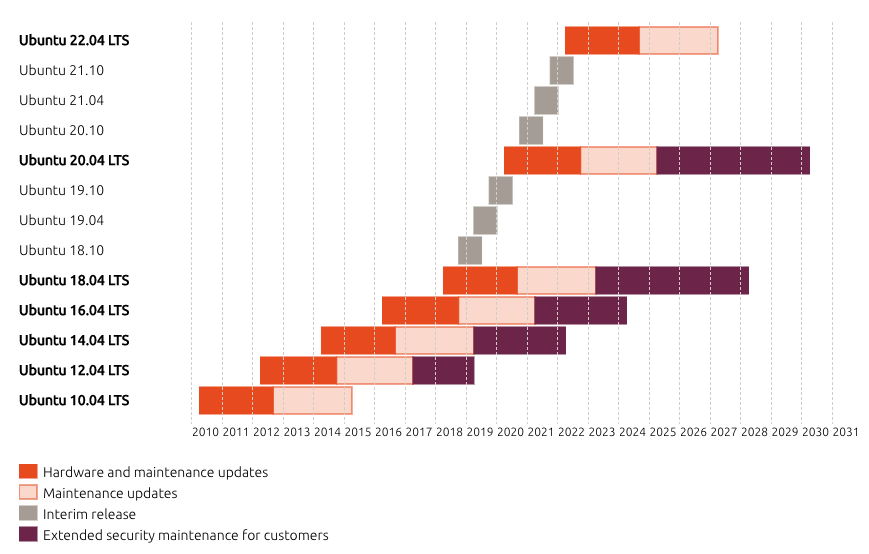 Ubuntu 22.04 LTS
Ubuntu 21.10
Ubuntu 21.04
Ubuntu 20.10
Ubuntu 20.04 LTS
Ubuntu 19.10
Ubuntu 19.04
Ubuntu 18.10
Ubuntu 18.04 LTS
Ubuntu 16.04 LTS
Ubuntu 14.04 LTS
Ubuntu 12.04 LTS
Ubuntu 10.04 LTS
2010 2011 2012 2013 2014 2015 2016 2017 2018 2019 2020 2021 2022 2023 2024 2025 2026 2027 2028 2029 2030 2031
Hardware and maintenance updates
Maintenance updates
Interim release
Extended security maintenance for customers